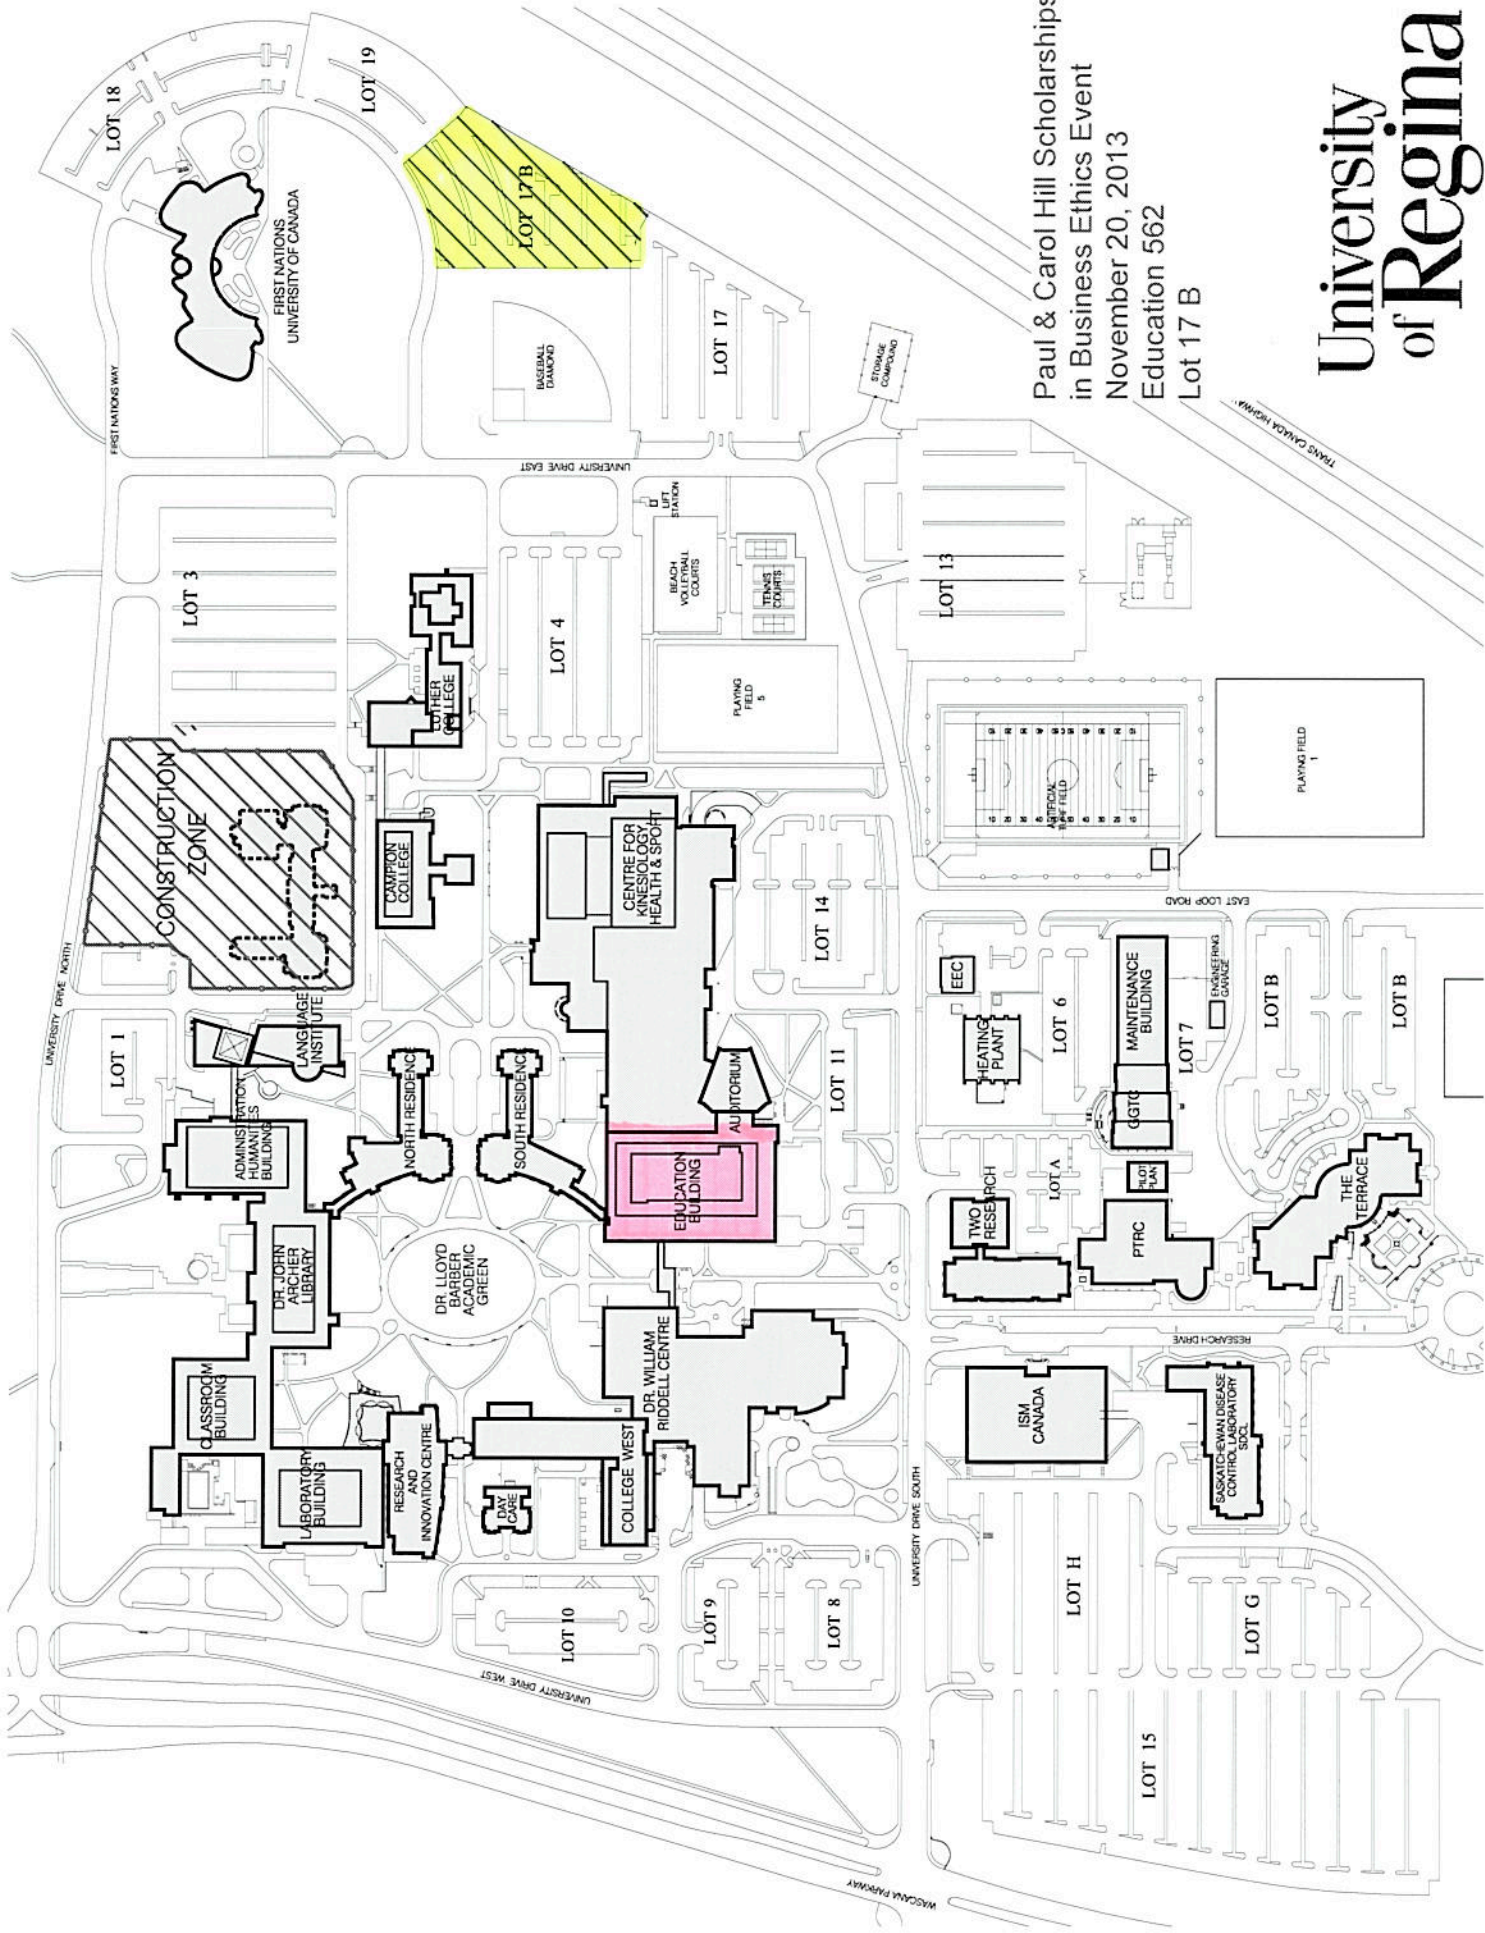 WASCANA PARKWAY
UNIVERSITY DRIVE WEST
UNIVERSITY DRIVE NORTH
FIRST NATIONS WAY
UNIVERSITY DRIVE EAST
UNIVERSITY DRIVE SOUTH
RESEARCH DRIVE
EAST LOOP ROAD
TRANS CANADA HIGHWAY
LABORATORY
BUILDING
CLASSROOM
BUILDING
DR. JOHN
ARCHER
LIBRARY
ADMINISTRATION
HUMANITIES
BUILDING
LANGUAGE
INSTITUTE
LOT 1
CONSTRUCTION
ZONE
LOT 3
FIRST NATIONS
UNIVERSITY OF CANADA
LOT 18
LOT 19
LOT 17 B
RESEARCH
AND
INNOVATION CENTRE
DAY
CARE
COLLEGE WEST
DR. LLOYD
BARBER
ACADEMIC
GREEN
NORTH RESIDENCE
SOUTH RESIDENCE
CAMPION
COLLEGE
LUTHER
COLLEGE
LOT 4
BASEBALL
DIAMOND
LOT 17
LOT 10
LOT 9
LOT 8
DR. WILLIAM
RIDDELL CENTRE
EDUCATION
BUILDING
AUDITORIUM
CENTRE FOR
KINESIOLOGY
HEALTH & SPORT
LOT 11
LOT 14
PLAYING
FIELD
5
BEACH
VOLLEYBALL
COURTS
LIFT
STATION
TENNIS
COURTS
STORAGE
COMPOUND
LOT 13
LOT 15
LOT H
LOT G
ISM
CANADA
SASKATCHEWAN DISEASE
CONTROL LABORATORY
SDCL
TWO
RESEARCH
LOT A
PTRC
PILOT
PLANT
GGTC
THE
TERRACE
HEATING
PLANT
EEC
LOT 6
MAINTENANCE
BUILDING
LOT 7
ENGINEERING
GARAGE
LOT B
LOT B
ARTIFICIAL
TURF FIELD
PLAYING FIELD
1
Paul & Carol Hill Scholarships
in Business Ethics Event
November 20, 2013
Education 562
Lot 17 B
University
of Regina